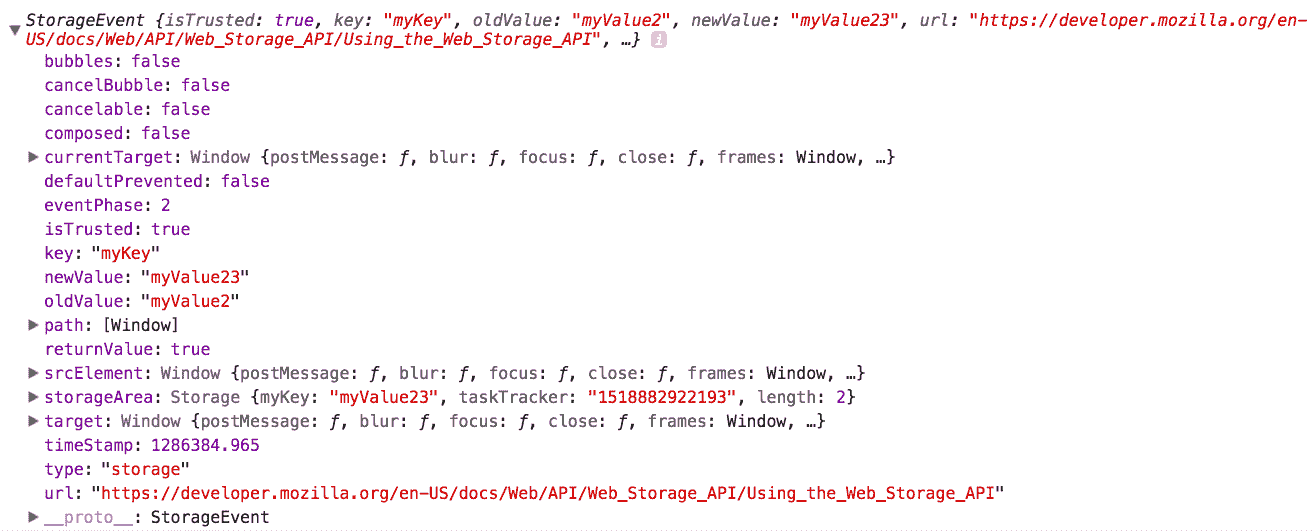 StorageEvent {isTrusted: true, key: "myKey", oldValue: "myValue2", newValue: "myValue23", url: "https://developer.mozilla.org/en-
US/docs/Web/API/Web_Storage_API/Using_the_Web_Storage_API", …} i
bubbles: false
cancelBubble: false
cancelable: false
composed: false
currentTarget: Window {postMessage: ƒ, blur: ƒ, focus: ƒ, close: ƒ, frames: Window, …}
defaultPrevented: false
eventPhase: 2
isTrusted: true
key: "myKey"
newValue: "myValue23"
oldValue: "myValue2"
path: [Window]
returnValue: true
srcElement: Window {postMessage: ƒ, blur: ƒ, focus: ƒ, close: ƒ, frames: Window, …}
storageArea: Storage {myKey: "myValue23", taskTracker: "1518882922193", length: 2}
target: Window {postMessage: ƒ, blur: ƒ, focus: ƒ, close: ƒ, frames: Window, …}
timeStamp: 1286384.965
type: "storage"
url: "https://developer.mozilla.org/en-US/docs/Web/API/Web_Storage_API/Using_the_Web_Storage_API"
__proto__: StorageEvent